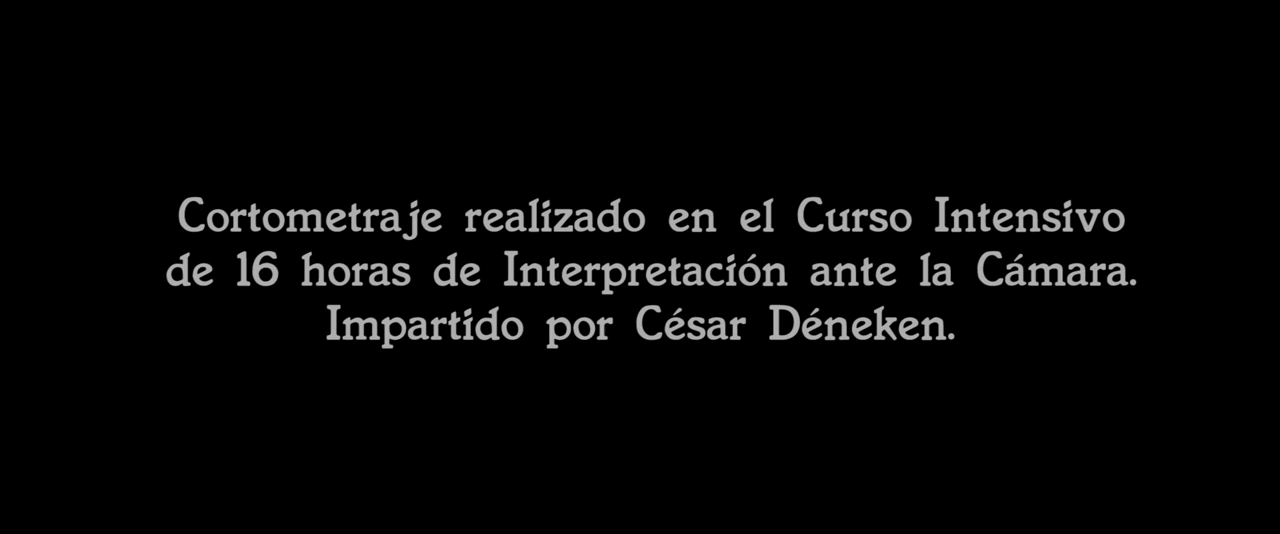 Cortometraje realizado en el Curso Intensivo
de 16 horas de Interpretación ante la Cámara.
Impartido por César Déneken.